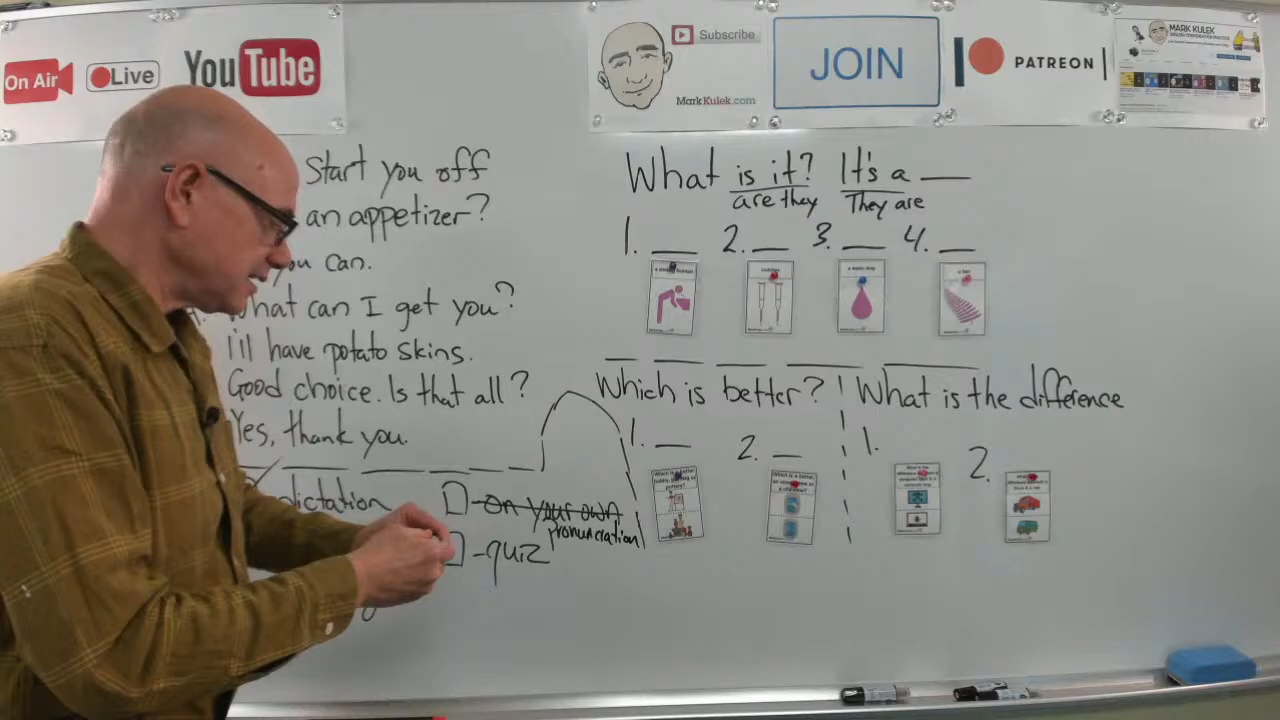 On Air
Live
YouTube
Subscribe
MarkKulek.com
JOIN
PATREON
MARK KULEK
Start you off
an appetizer?
you can.
What can I get you?
I'll have potato skins.
Good choice. Is that all?
Yes, thank you.
dictation
on your own
pronunciation
- quiz
What is it? It's a
are they They are
1. 2. 3. 4.
crutches
a water drop
Which is better?
1. 2.
What is the difference
1. 2.